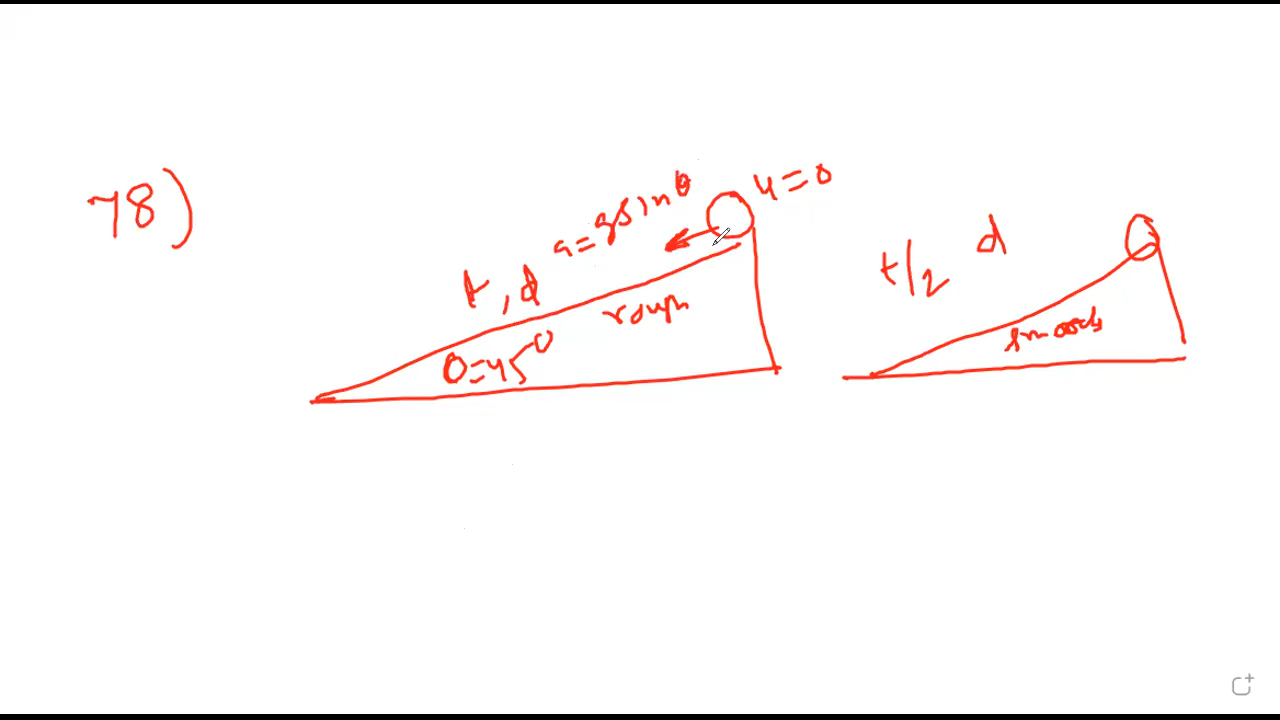 78)
a=gsinθ
u=0
t, d
rough
θ=45°
t/2 d
smooth